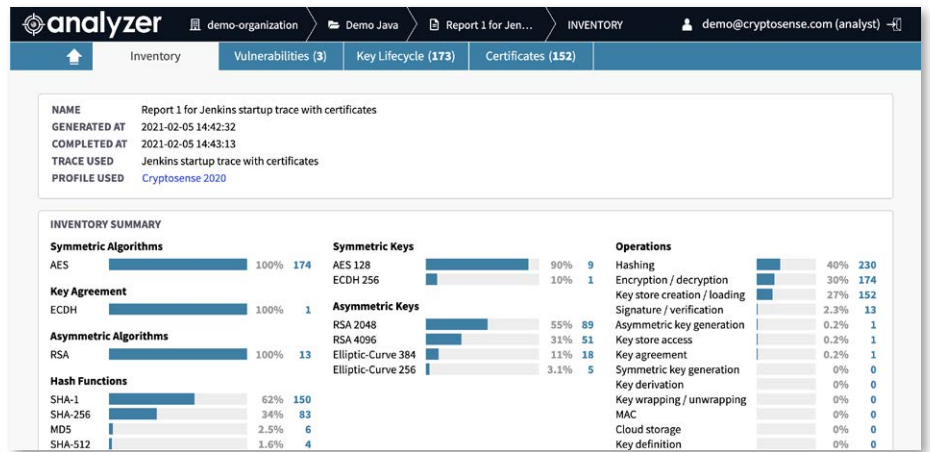 analyzer demo-organization Demo Java Report 1 for Jen... INVENTORY demo@cryptosense.com (analyst)
Inventory Vulnerabilities (3) Key Lifecycle (173) Certificates (152)
NAME Report 1 for Jenkins startup trace with certificates
GENERATED AT 2021-02-05 14:42:32
COMPLETED AT 2021-02-05 14:43:13
TRACE USED Jenkins startup trace with certificates
PROFILE USED Cryptosense 2020
INVENTORY SUMMARY
Symmetric Algorithms
AES 100% 174
Key Agreement
ECDH 100% 1
Asymmetric Algorithms
RSA 100% 13
Hash Functions
SHA-1 62% 150
SHA-256 34% 83
MD5 2.5% 6
SHA-512 1.6% 4
Symmetric Keys
AES 128 90% 9
ECDH 256 10% 1
Asymmetric Keys
RSA 2048 55% 89
RSA 4096 31% 51
Elliptic-Curve 384 11% 18
Elliptic-Curve 256 3.1% 5
Operations
Hashing 40% 230
Encryption / decryption 30% 174
Key store creation / loading 27% 152
Signature / verification 2.3% 13
Asymmetric key generation 0.2% 1
Key store access 0.2% 1
Key agreement 0.2% 1
Symmetric key generation 0% 0
Key derivation 0% 0
Key wrapping / unwrapping 0% 0
MAC 0% 0
Cloud storage 0% 0
Key definition 0% 0